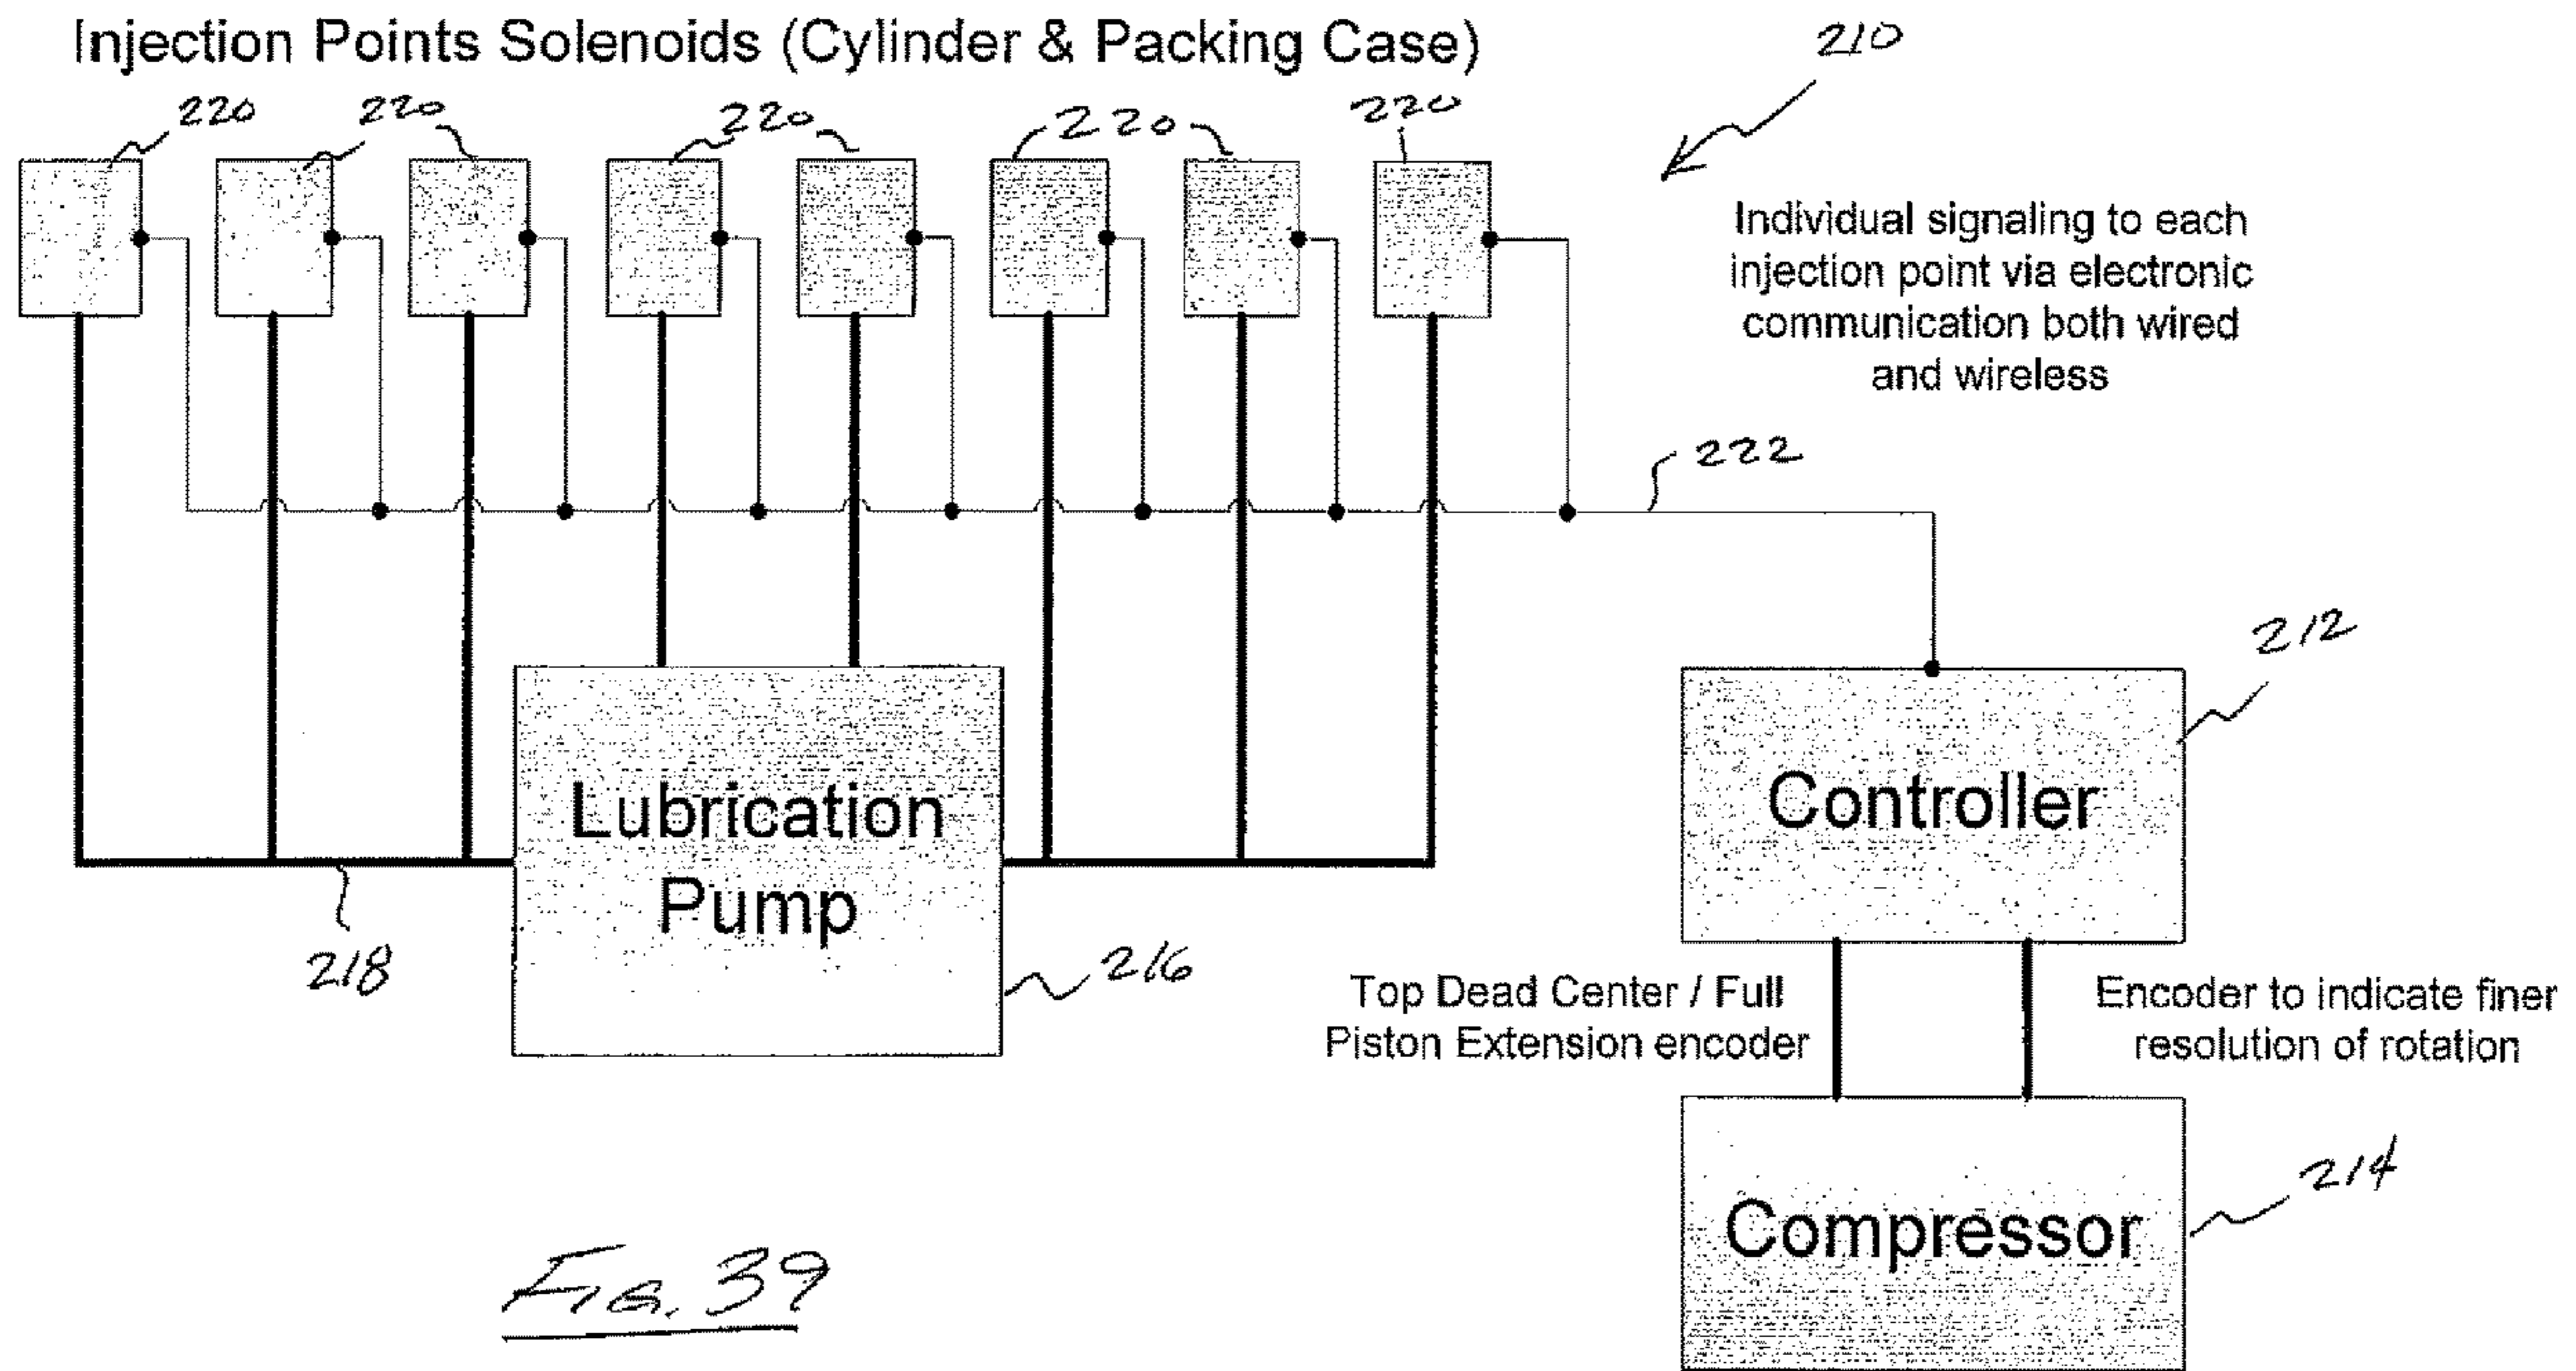 Injection Points Solenoids (Cylinder & Packing Case)
210
220 220 220 220 220
Individual signaling to each
injection point via electronic
communication both wired
and wireless
222
212
Lubrication
Pump
Controller
218
216
Top Dead Center / Full
Piston Extension encoder
Encoder to indicate finer
resolution of rotation
Compressor
214
Fig. 39